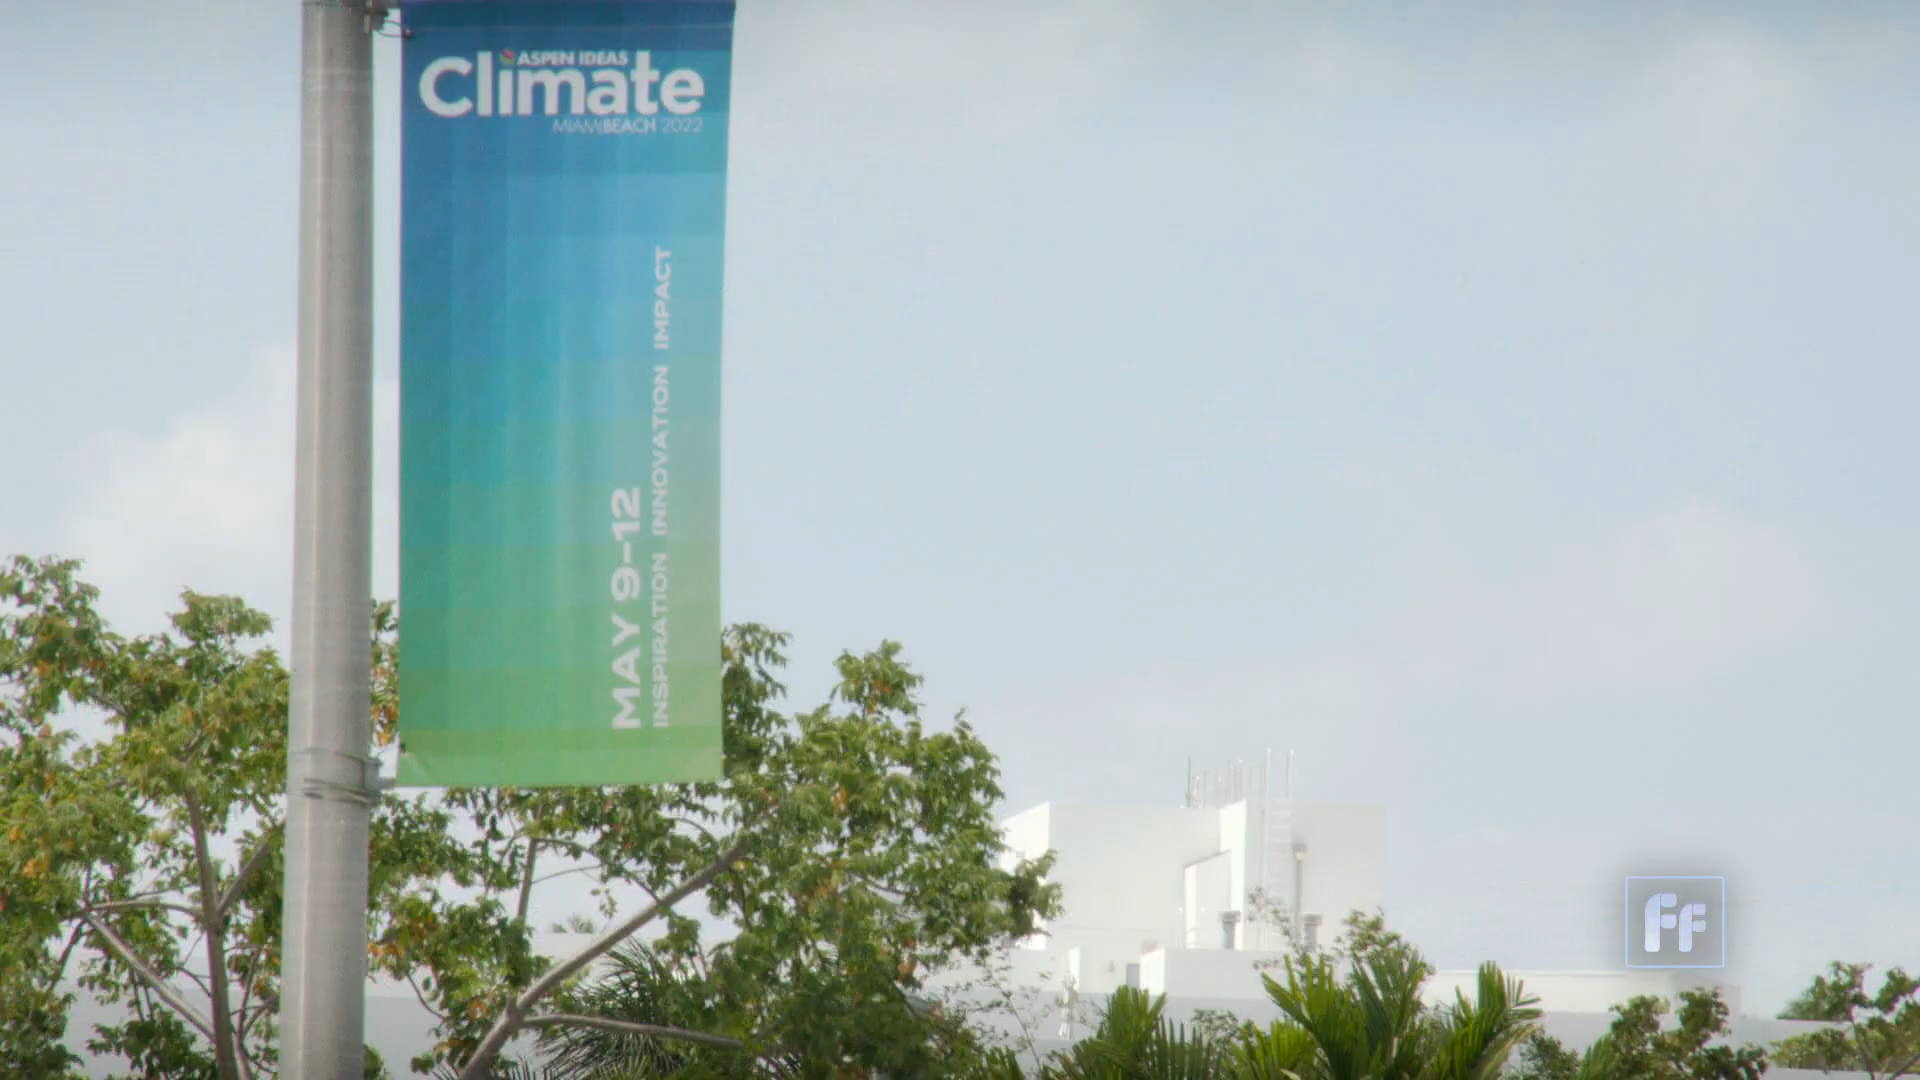 ASPEN IDEAS
Climate
MIAMI BEACH 2022
MAY 9-12
INSPIRATION INNOVATION IMPACT
FF